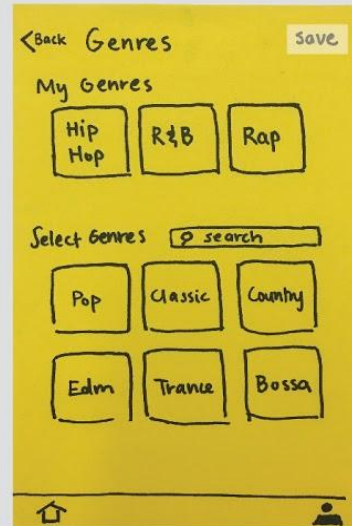 <Back Genres save
My Genres
Hip
Hop
R&B
Rap
Select Genres search
Pop
Classic
Country
Edm
Trance
Bossa